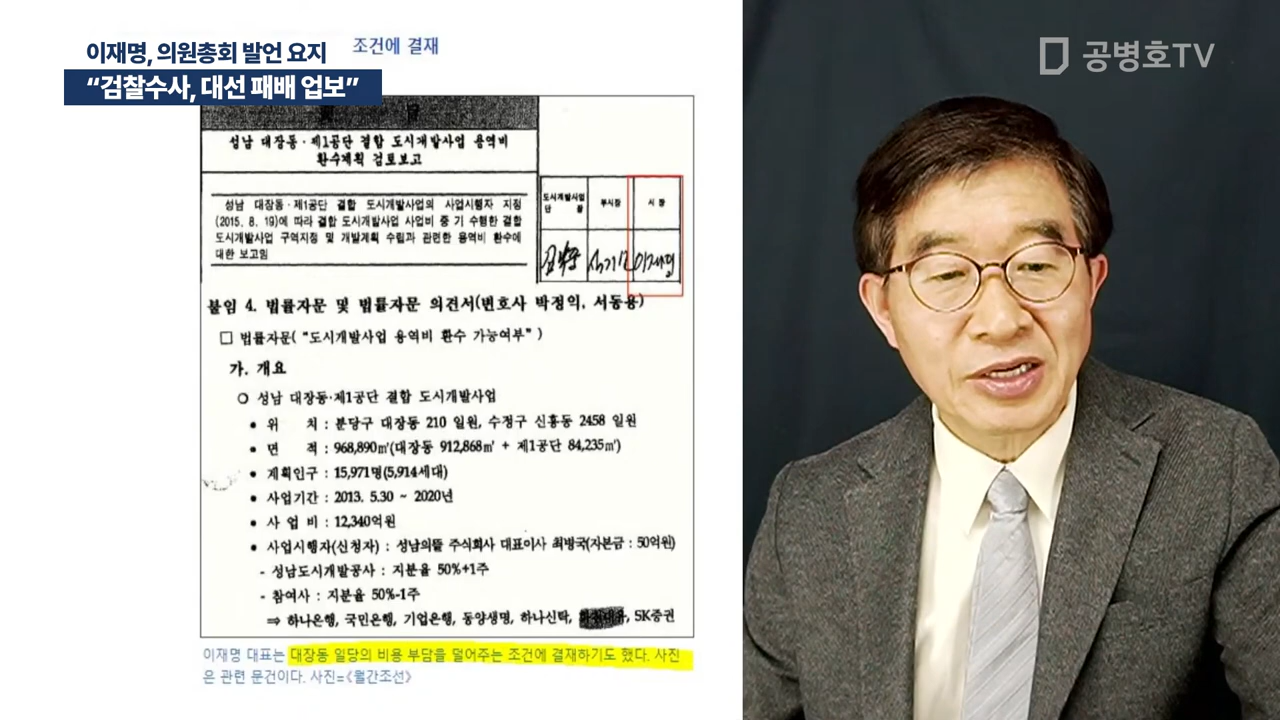 이재명, 의원총회 발언 요지
“검찰수사, 대선 패배 업보”
조건에 결재
공병호TV
성남 대장동·제1공단 결합 도시개발사업 용역비
환수계획 검토보고
성남 대장동·제1공단 결합 도시개발사업의 사업시행자 지정
(2015. 8. 19)에 따라 결합 도시개발사업 사업비 중 기 수행한 결합
도시개발사업 구역지정 및 개발계획 수립과 관련한 용역비 환수에
대한 보고임
도시개발사업
단 장
부시장
시 장
이재명
붙임 4. 법률자문 및 법률자문 의견서(변호사 박정익, 서동용)
□ 법률자문( “도시개발사업 용역비 환수 가능여부” )
가. 개요
○ 성남 대장동·제1공단 결합 도시개발사업
• 위 치 : 분당구 대장동 210 일원, 수정구 신흥동 2458 일원
• 면 적 : 968,890㎡(대장동 912,868㎡ + 제1공단 84,235㎡)
• 계획인구 : 15,971명(5,914세대)
• 사업기간 : 2013. 5.30 ~ 2020년
• 사 업 비 : 12,340억원
• 사업시행자(신청자) : 성남의뜰 주식회사 대표이사 최방국(자본금 : 50억원)
- 성남도시개발공사 : 지분율 50%+1주
- 참여사 : 지분율 50%-1주
⇒ 하나은행, 국민은행, 기업은행, 동양생명, 하나신탁, SK증권
이재명 대표는 대장동 일당의 비용 부담을 덜어주는 조건에 결재하기도 했다. 사진
은 관련 문건이다. 사진=《월간조선》